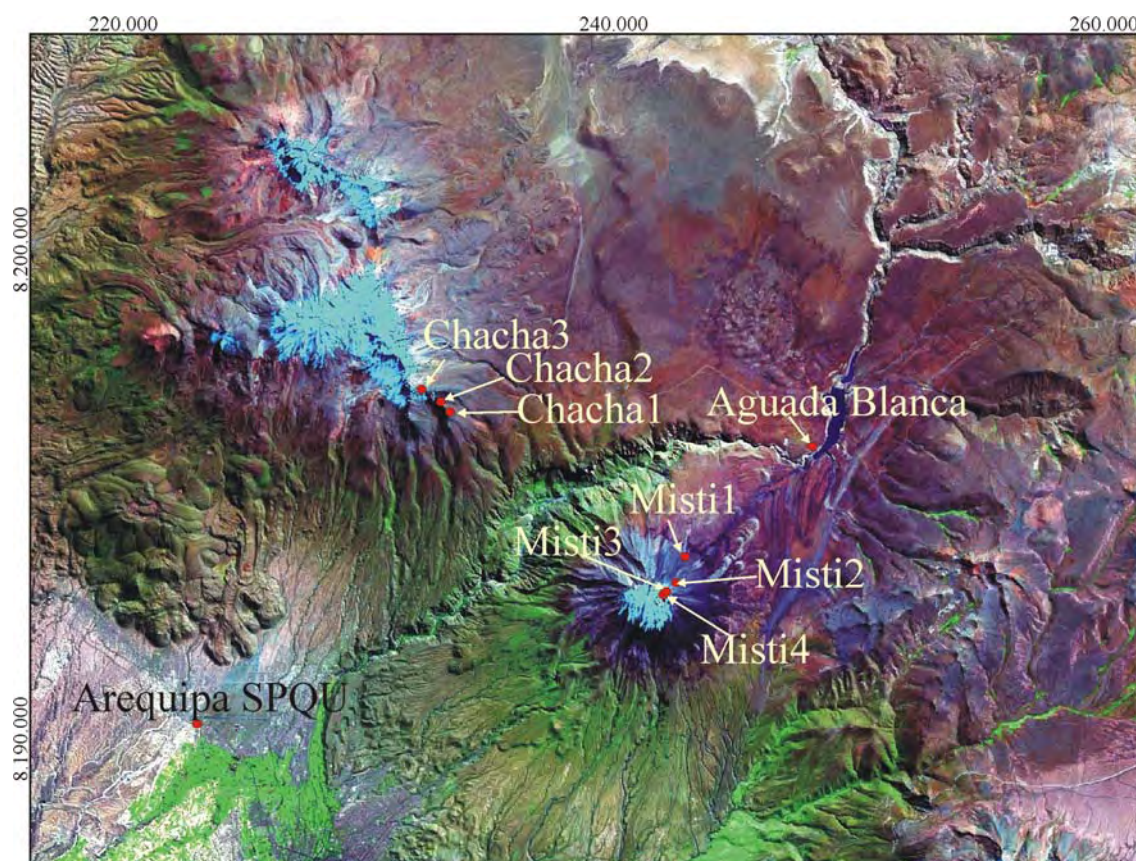 220.000
240.000
260.000
8.200.000
Chacha3
Chacha2
Chacha1
Aguada Blanca
Misti1
Misti3
Misti2
Misti4
Arequipa SPQU
8.190.000